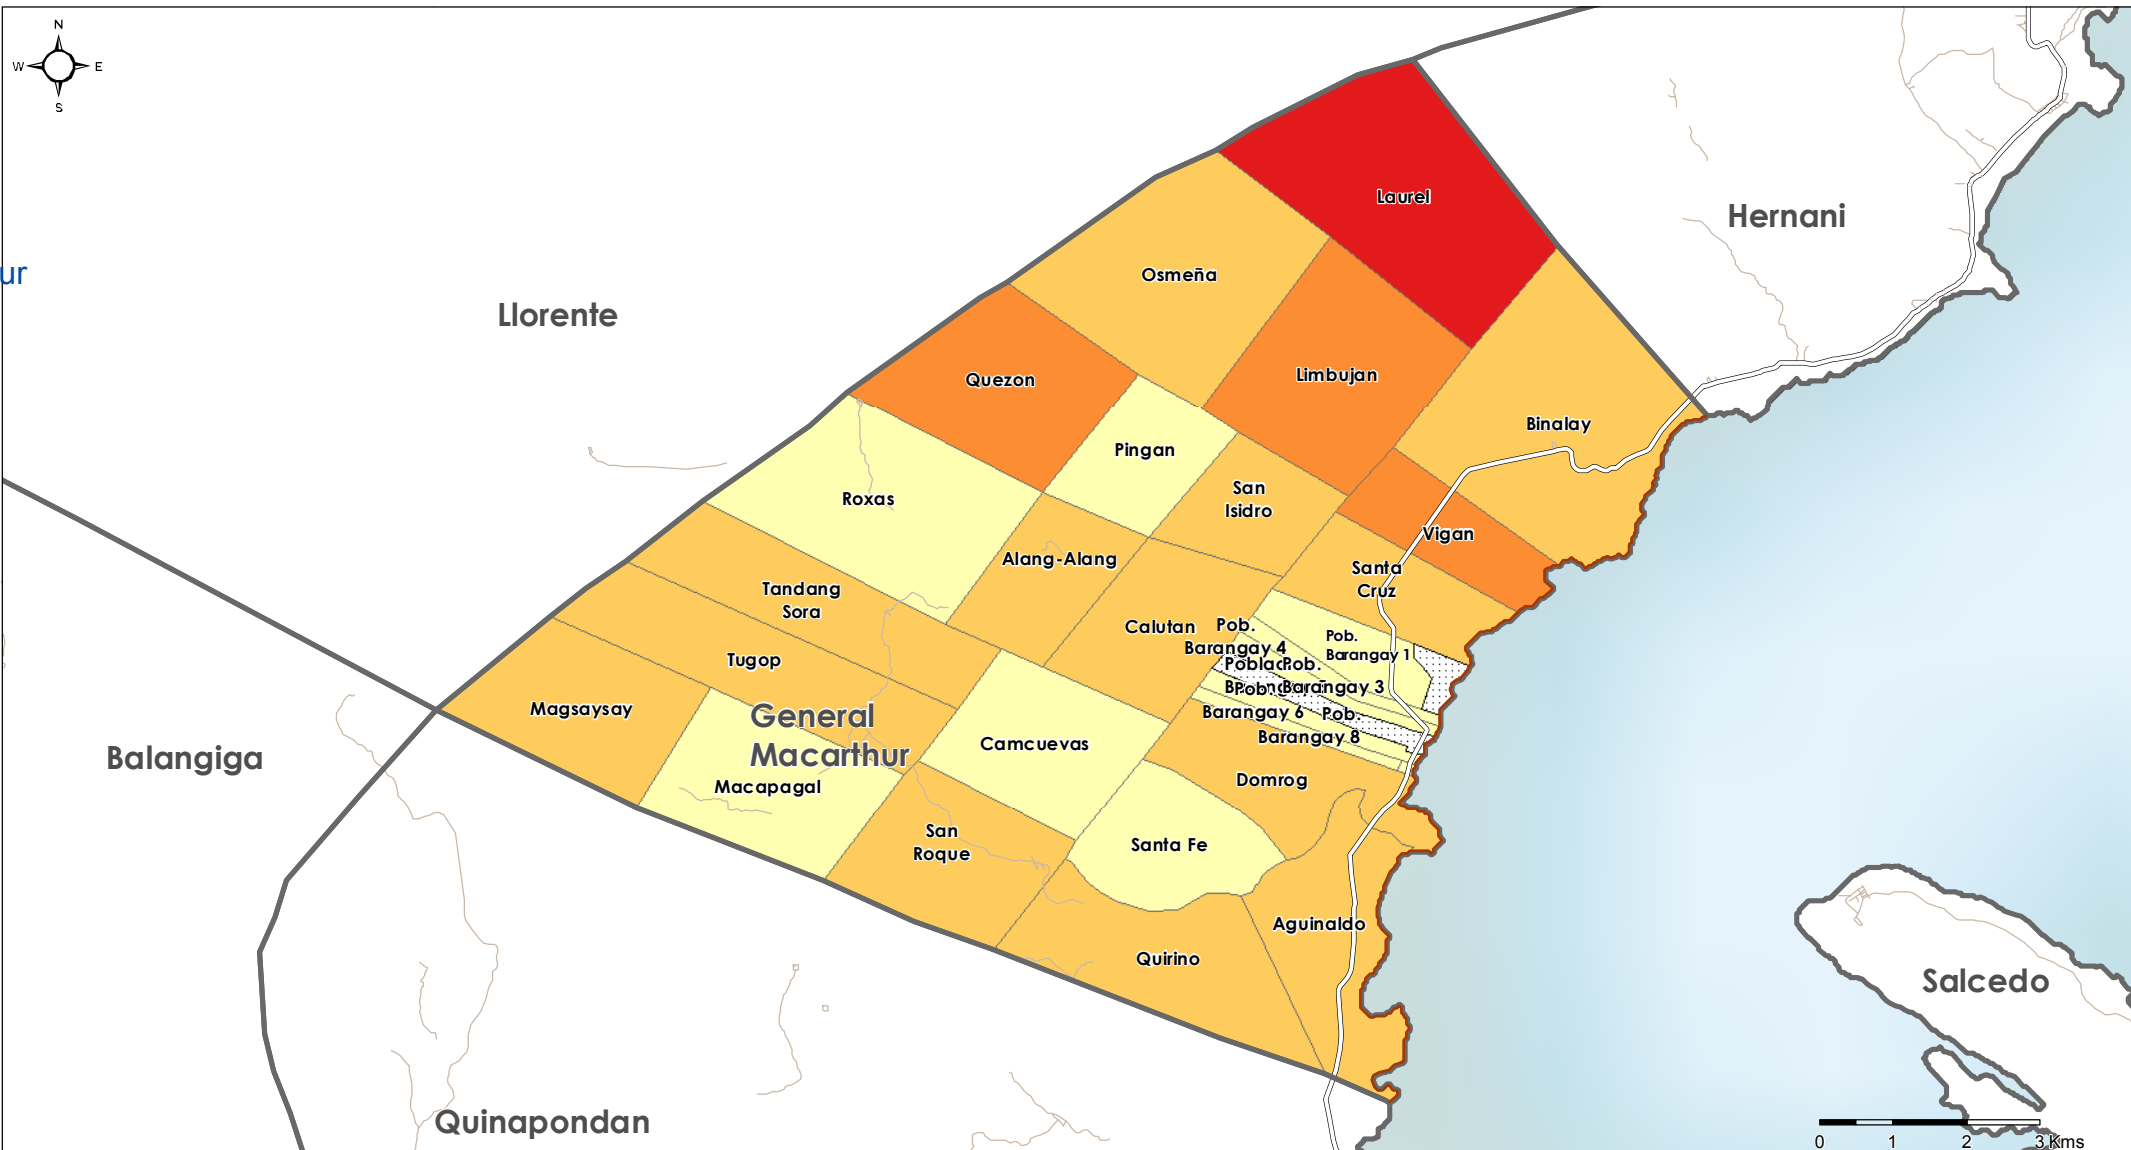 N
W E
S
Laurel
Hernani
ur
Osmeña
Llorente
Quezon
Limbujan
Binalay
Pingan
San
Isidro
Roxas
Vigan
Alang-Alang
Santa
Cruz
Tandang
Sora
Calutan
Pob.
Barangay 4
Pob.
Barangay 1
Pob.
Barangay 3
Tugop
Pob.
Barangay 6
Pob.
Barangay 8
Magsaysay
General
Macarthur
Camcuevas
Balangiga
Macapagal
Domrog
San
Roque
Santa Fe
Aguinaldo
Quirino
Salcedo
Quinapondan
0 1 2 3 Kms